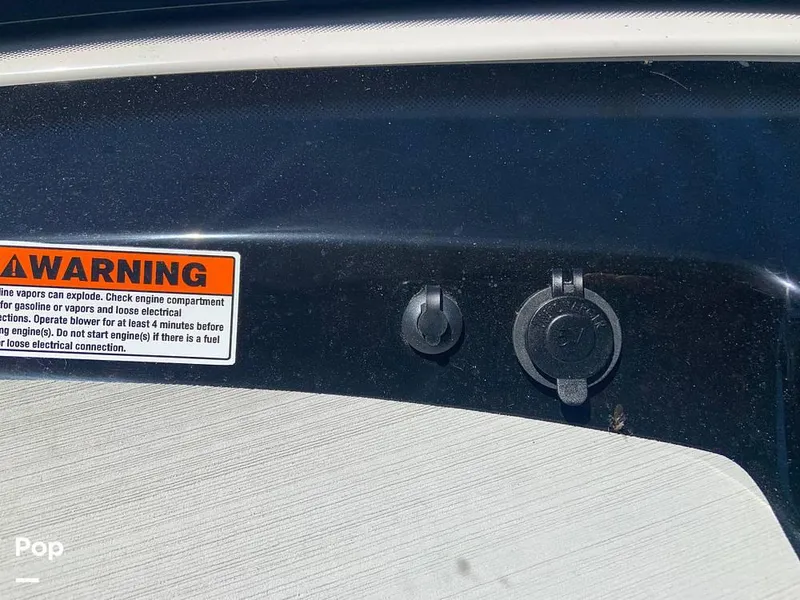 WARNING
line vapors can explode. Check engine compartment
for gasoline or vapors and loose electrical
ections. Operate blower for at least 4 minutes before
ng engine(s). Do not start engine(s) if there is a fuel
or loose electrical connection.
Pop